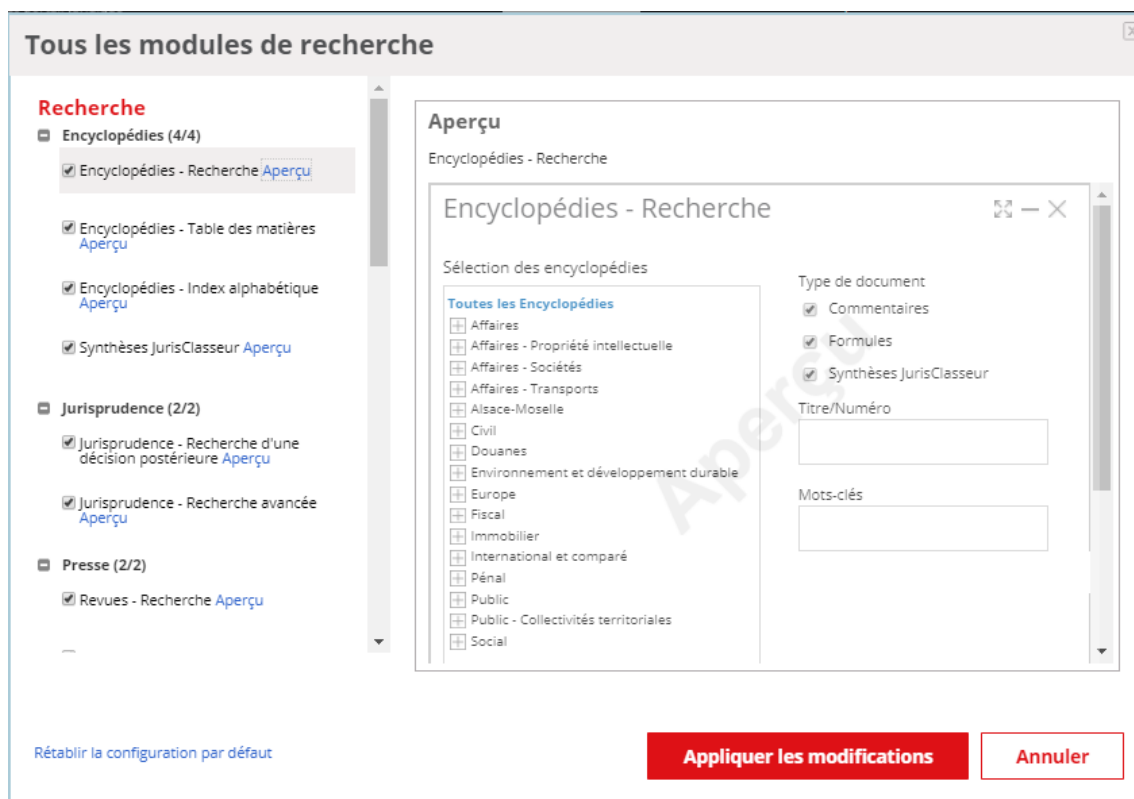 Tous les modules de recherche
Recherche
Encyclopédies (4/4)
Encyclopédies - Recherche Aperçu
Encyclopédies - Table des matières
Aperçu
Encyclopédies - Index alphabétique
Aperçu
Synthèses JurisClasseur Aperçu
Jurisprudence (2/2)
Jurisprudence - Recherche d'une
décision postérieure Aperçu
Jurisprudence - Recherche avancée
Aperçu
Presse (2/2)
Revues - Recherche Aperçu
Aperçu
Encyclopédies - Recherche
Encyclopédies - Recherche
Sélection des encyclopédies
Toutes les Encyclopédies
Affaires
Affaires - Propriété intellectuelle
Affaires - Sociétés
Affaires - Transports
Alsace-Moselle
Civil
Douanes
Environnement et développement durable
Europe
Fiscal
Immobilier
International et comparé
Pénal
Public
Public - Collectivités territoriales
Social
Type de document
Commentaires
Formules
Synthèses JurisClasseur
Titre/Numéro
Mots-clés
Aperçu
Rétablir la configuration par défaut
Appliquer les modifications
Annuler